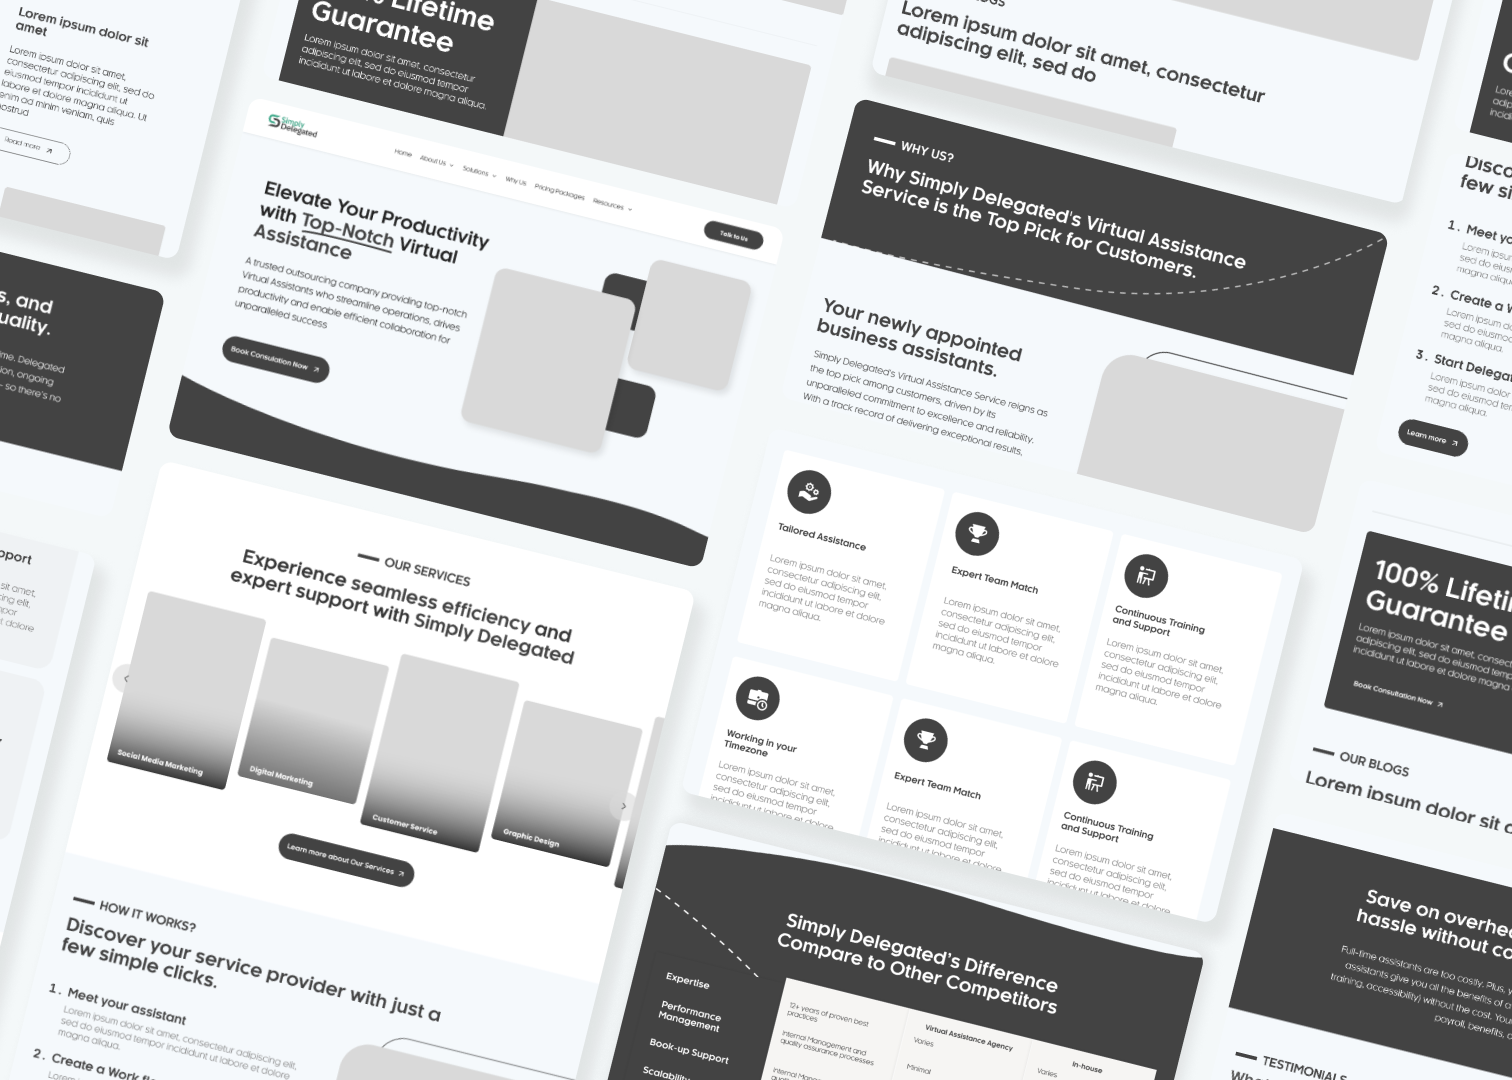 Lorem ipsum dolor sit
amet
Lorem ipsum dolor sit amet,
consectetur adipiscing elit, sed do
eiusmod tempor incididunt ut
labore et dolore magna aliqua. Ut
enim ad minim veniam, quis
nostrud
Read more
s, and
uality.
ime. Delegated
ion, ongoing
- so there's no
pport
sit amet,
cing elit,
por
t dolore
% Lifetime
Guarantee
Lorem ipsum dolor sit amet, consectetur
adipiscing elit, sed do eiusmod tempor
incididunt ut labore et dolore magna aliqua.
Simply
Delegated
Home
About Us
Solutions
Why Us
Pricing Packages
Resources
Talk to Us
Elevate Your Productivity
with Top-Notch Virtual
Assistance
A trusted outsourcing company providing top-notch
Virtual Assistants who streamline operations, drives
productivity and enable efficient collaboration for
unparalleled success
Book Consulation Now
OUR SERVICES
Experience seamless efficiency and
expert support with Simply Delegated
Social Media Marketing
Digital Marketing
Customer Service
Graphic Design
Learn more about Our Services
HOW IT WORKS?
Discover your service provider with just a
few simple clicks.
1. Meet your assistant
Lorem ipsum dolor sit amet, consectetur adipiscing elit,
sed do eiusmod tempor incididunt ut labore et dolore
magna aliqua.
2. Create a Work fl
OGS
Lorem ipsum dolor sit amet, consectetur
adipiscing elit, sed do
WHY US?
Why Simply Delegated's Virtual Assistance
Service is the Top Pick for Customers.
Your newly appointed
business assistants.
Simply Delegated's Virtual Assistance Service reigns as
the top pick among customers, driven by its
unparalleled commitment to excellence and reliability.
With a track record of delivering exceptional results,
Tailored Assistance
Lorem ipsum dolor sit amet,
consectetur adipiscing elit,
sed do eiusmod tempor
incididunt ut labore et dolore
magna aliqua.
Expert Team Match
Lorem ipsum dolor sit amet,
consectetur adipiscing elit,
sed do eiusmod tempor
incididunt ut labore et dolore
magna aliqua.
Continuous Training
and Support
Lorem ipsum dolor sit amet,
consectetur adipiscing elit,
sed do eiusmod tempor
incididunt ut labore et dolore
magna aliqua.
Working in your
Timezone
Lorem ipsum dolor sit amet,
consectetur adipiscing elit,
sed do eiusmod tempor
incididunt ut labore et dolore
Expert Team Match
Lorem ipsum dolor sit amet,
consectetur adipiscing elit,
sed do eiusmod tempor
incididunt ut labore et dolore
Continuous Training
and Support
Lorem ipsum dolor sit amet,
consectetur adipiscing elit,
sed do eiusmod tempor
incididunt ut labore et dolore
Simply Delegated's Difference
Compare to Other Competitors
Expertise
Performance
Management
Book-up Support
Scalability
12+ years of proven best
practices
Internal Management and
quality assurance processes
Virtual Assistance Agency
Varies
Minimal
In-house
Varies
Disco
few si
1. Meet yo
Lorem ipsum
sed do eiusm
magna aliqua.
2. Create a W
Lorem ipsum do
sed do eiusmod
magna aliqua.
3. Start Delegat
Lorem ipsum dol
sed do eiusmod te
magna aliqua.
Learn more
100% Lifetim
Guarantee
Lorem ipsum dolor sit amet, consec
adipiscing elit, sed do eiusmod tem
incididunt ut labore et dolore magna
Book Consultation Now
OUR BLOGS
Lorem ipsum dolor sit c
Save on overhe
hassle without co
Full-time assistants are too costly. Plus, y
assistants give you all the benefits of a
training, accessibility) without the cost. You
payroll, benefits,
TESTIMONIALS